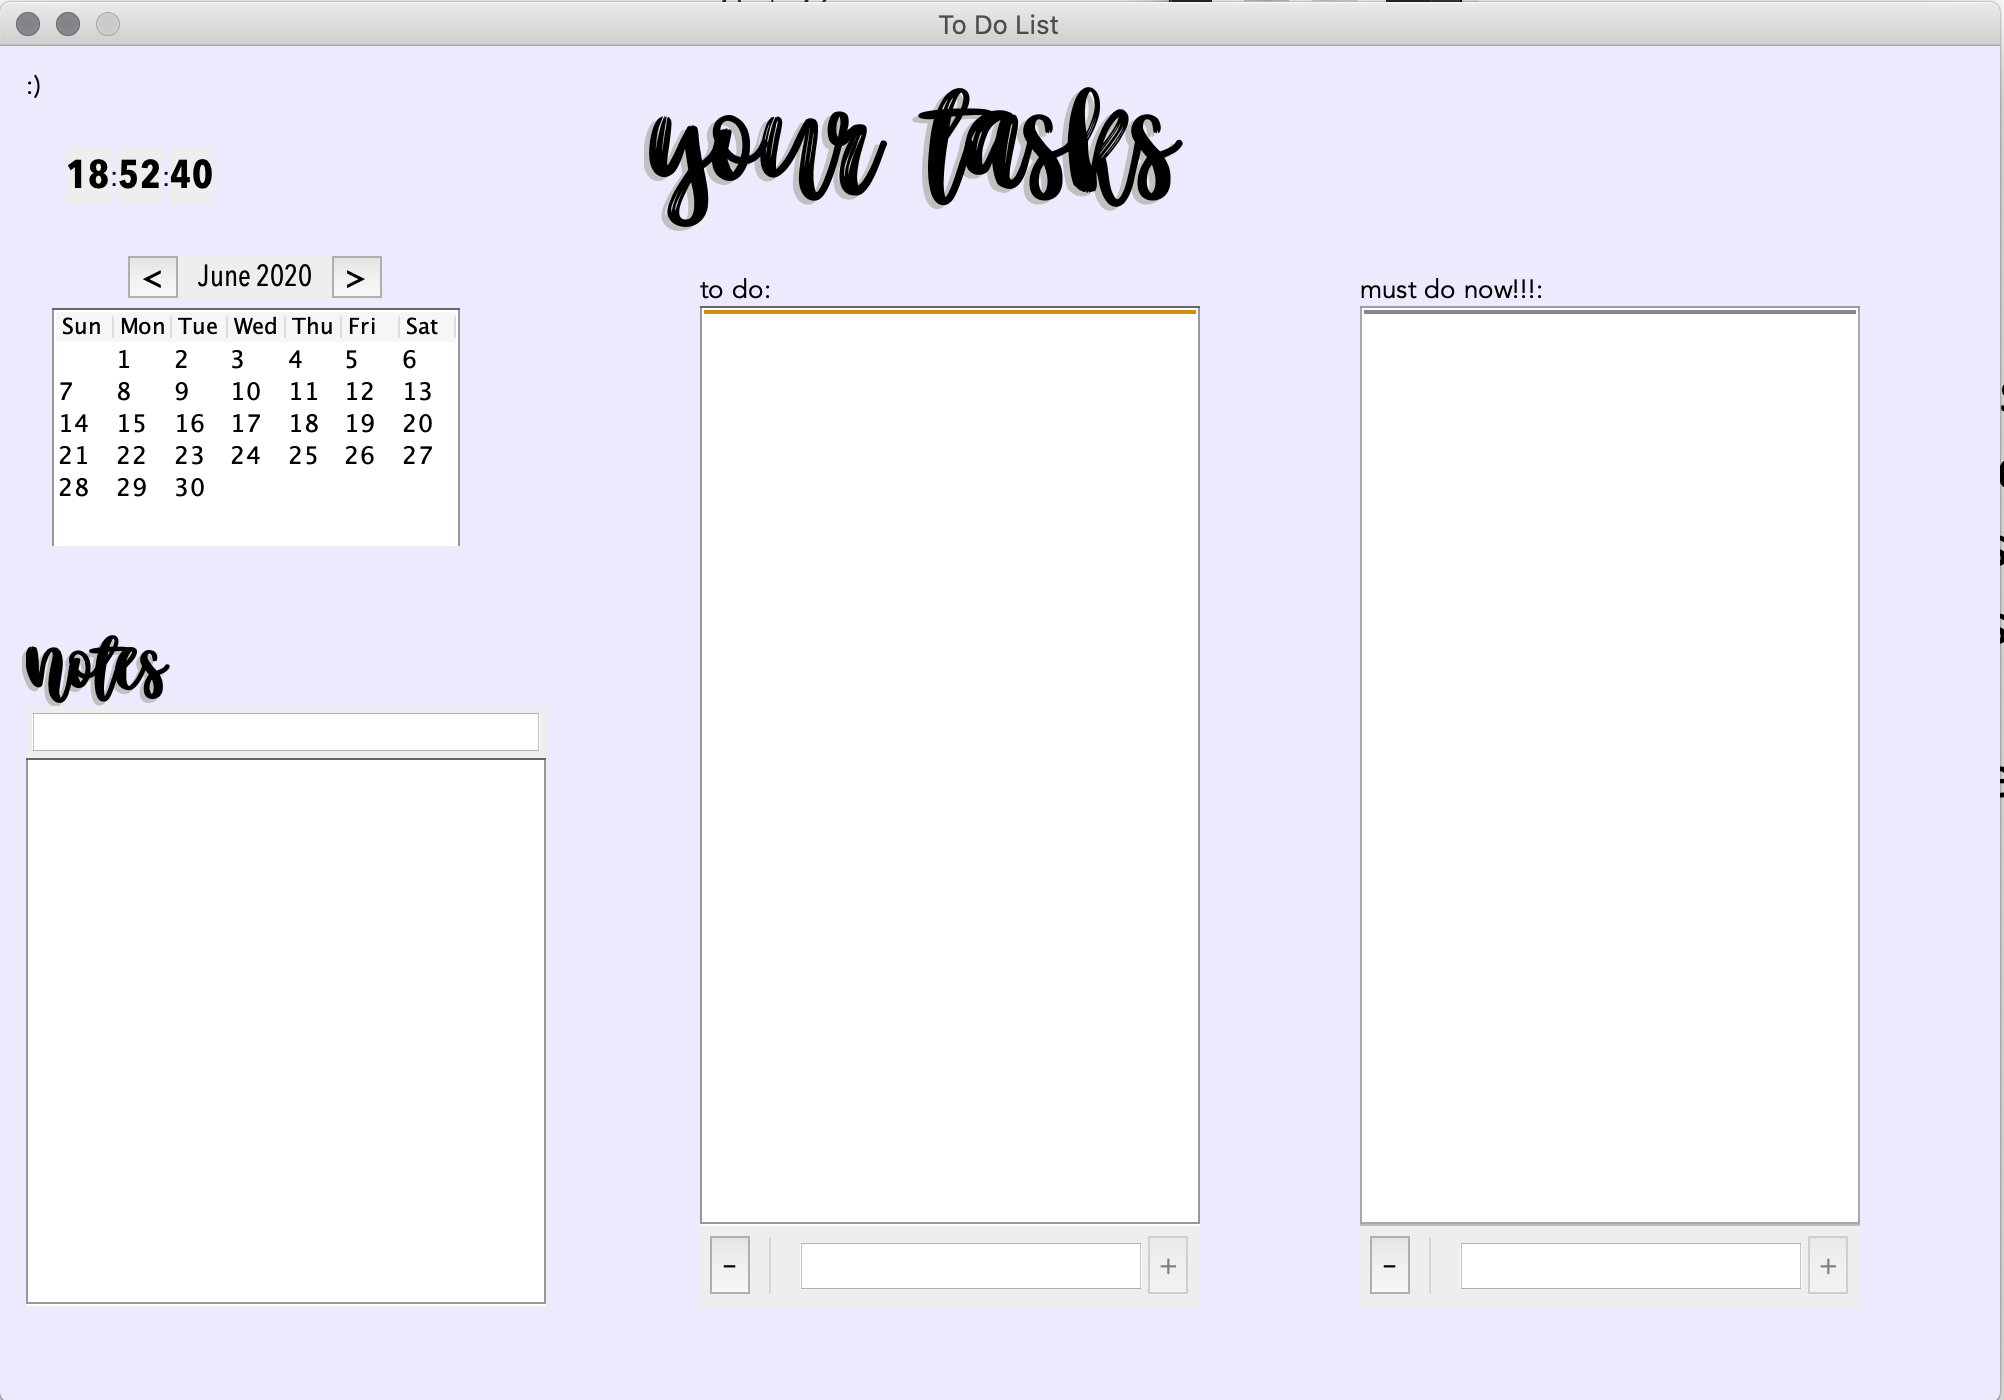 To Do List
:)
your tasks
18:52:40
< June 2020 >
Sun Mon Tue Wed Thu Fri Sat
1 2 3 4 5 6
7 8 9 10 11 12 13
14 15 16 17 18 19 20
21 22 23 24 25 26 27
28 29 30
notes
to do:
- +
must do now!!!:
- +